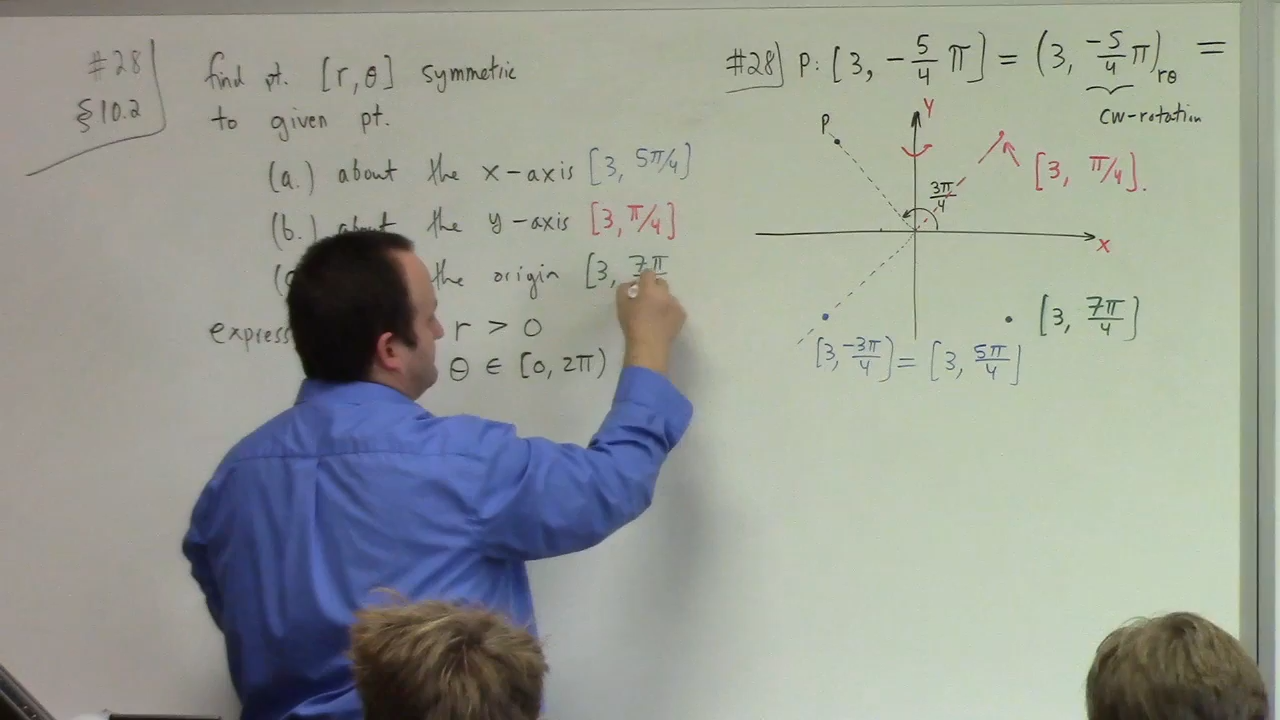 #28
§10.2
find pt. [r, θ] symmetric
to given pt.
(a.) about the x-axis [3, 5π/4]
(b.) about the y-axis [3, π/4]
the origin [3, 7π
express r > 0
θ ∈ [0, 2π)
#28] P: [3, -5/4 π] = (3, -5/4 π)rθ =
cw-rotation
y
P
3π/4
[3, π/4].
x
[3, 7π/4]
[3, -3π/4] = [3, 5π/4]